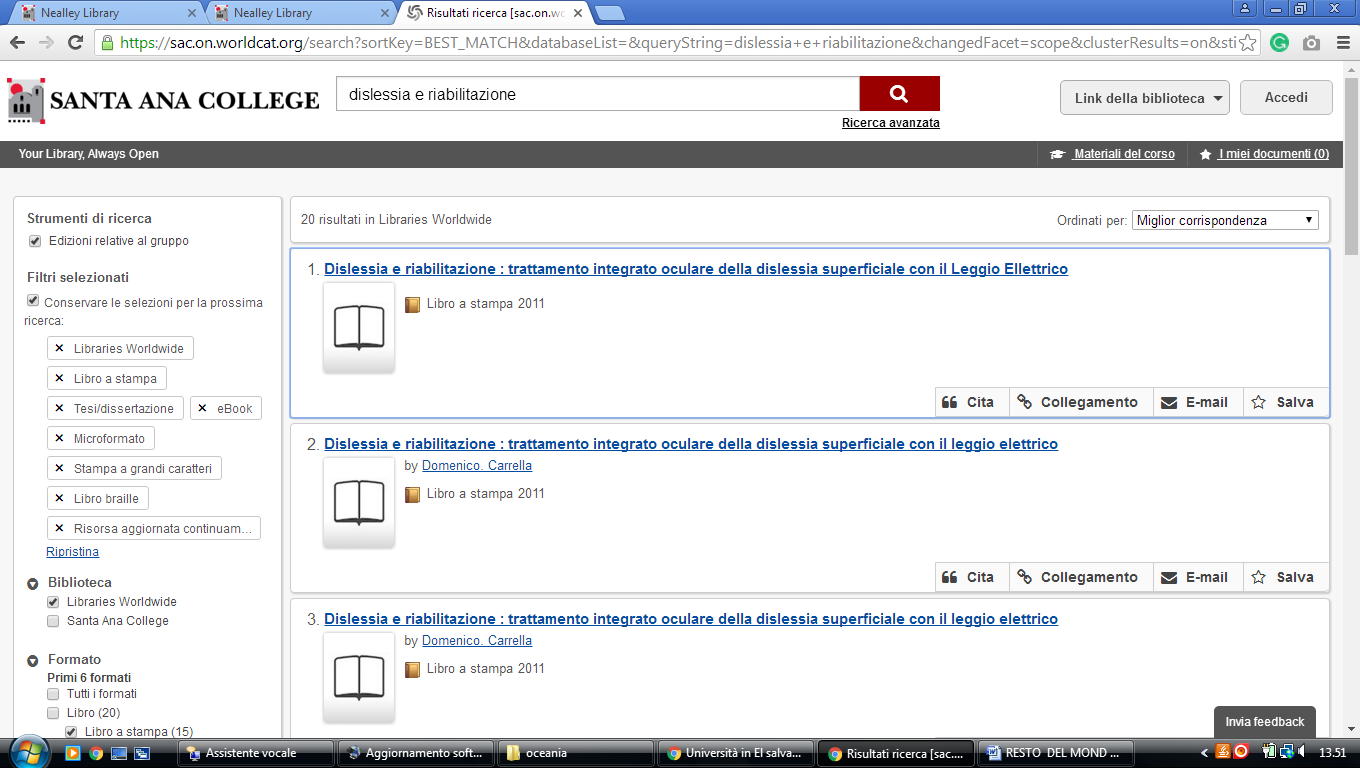 Nealley Library
Nealley Library
Risultati ricerca [sac.on.wc
https://sac.on.worldcat.org/search?sortKey=BEST_MATCH&databaseList=&queryString=dislessia+e+riabilitazione&changedFacet=scope&clusterResults=on&sti
SANTA ANA COLLEGE
dislessia e riabilitazione
Ricerca avanzata
Link della biblioteca
Accedi
Your Library, Always Open
Materiali del corso
I miei documenti (0)
Strumenti di ricerca
Edizioni relative al gruppo
Filtri selezionati
Conservare le selezioni per la prossima
ricerca:
Libraries Worldwide
Libro a stampa
Tesi/dissertazione
eBook
Microformato
Stampa a grandi caratteri
Libro braille
Risorsa aggiornata continuam...
Ripristina
Biblioteca
Libraries Worldwide
Santa Ana College
Formato
Primi 6 formati
Tutti i formati
Libro (20)
Libro a stampa (15)
20 risultati in Libraries Worldwide
Ordinati per: Miglior corrispondenza
1. Dislessia e riabilitazione : trattamento integrato oculare della dislessia superficiale con il Leggio Ellettrico
Libro a stampa 2011
Cita Collegamento E-mail Salva
2. Dislessia e riabilitazione : trattamento integrato oculare della dislessia superficiale con il leggio elettrico
by Domenico. Carrella
Libro a stampa 2011
Cita Collegamento E-mail Salva
3. Dislessia e riabilitazione : trattamento integrato oculare della dislessia superficiale con il leggio elettrico
by Domenico. Carrella
Libro a stampa 2011
Invia feedback
Assistente vocale
Aggiornamento soft...
oceania
Università in El salva...
Risultati ricerca [sac....
RESTO DEL MOND ...
13.51